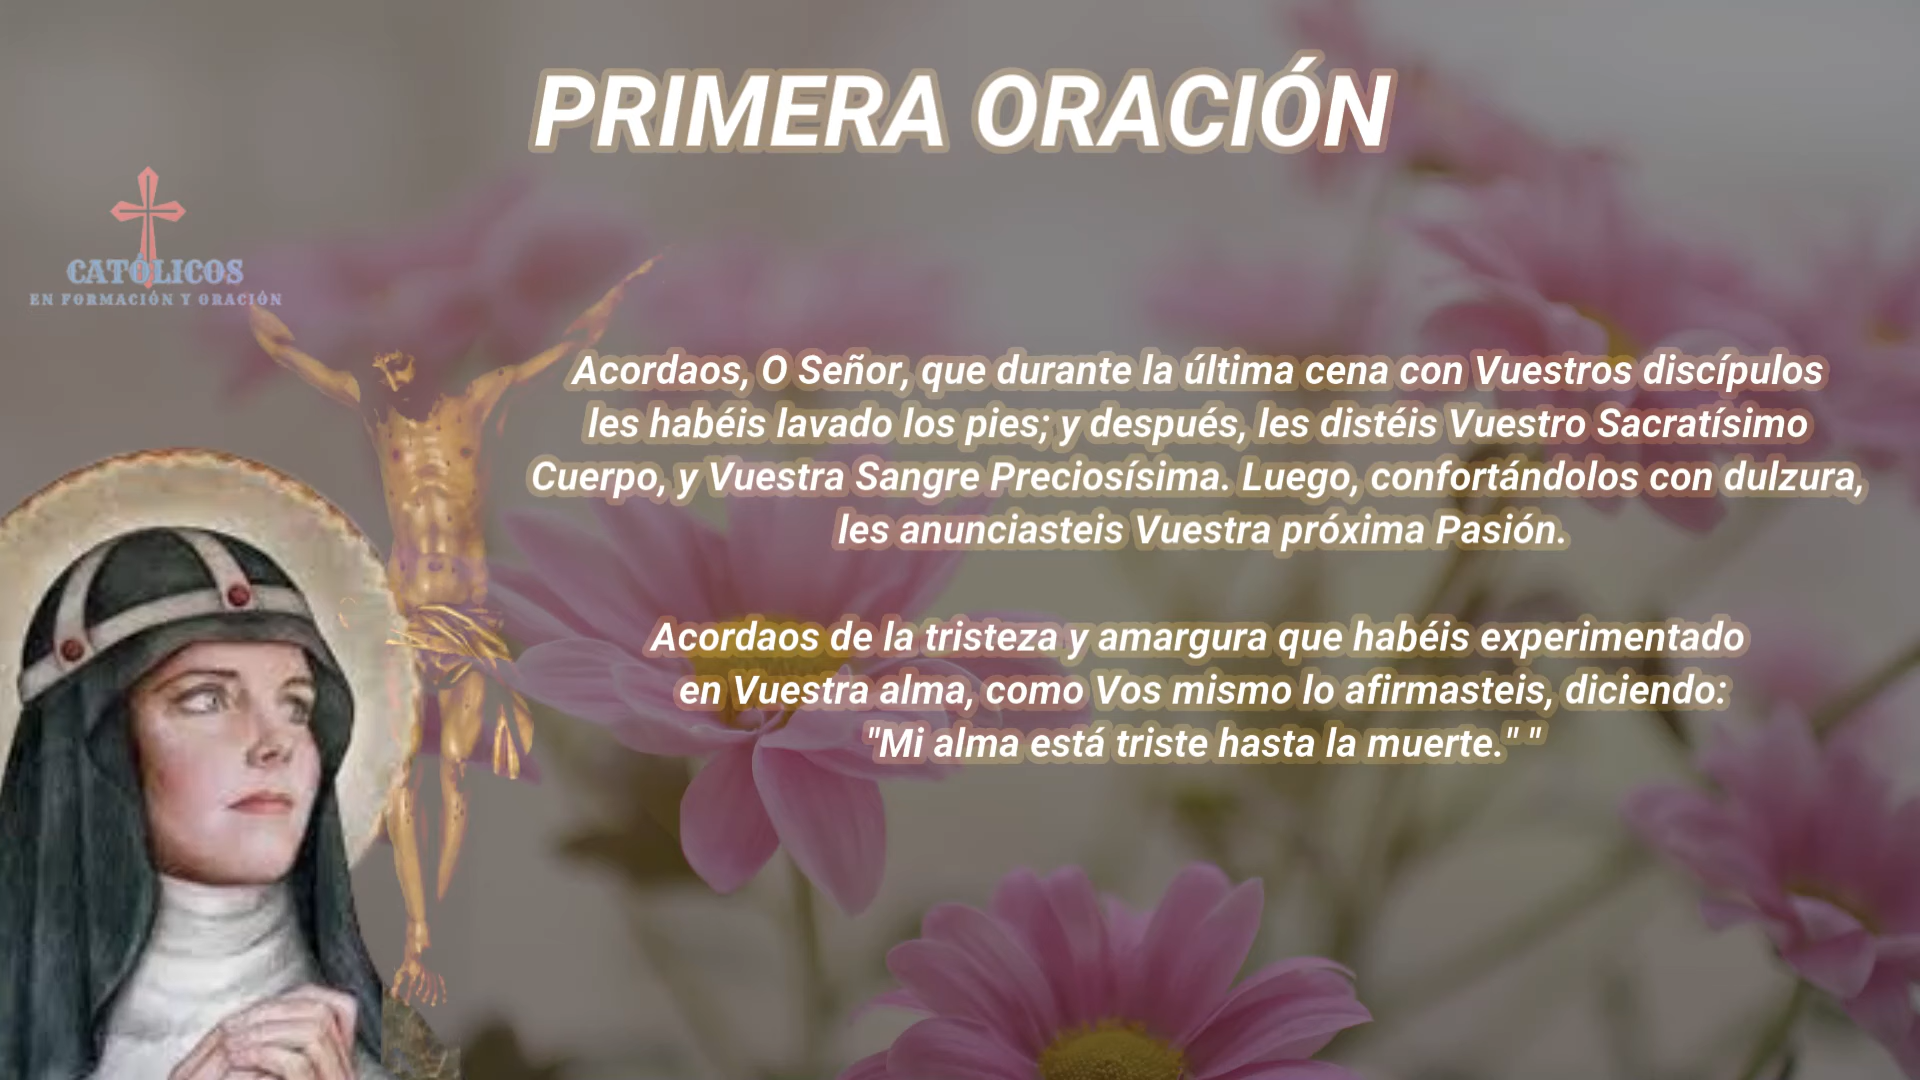 PRIMERA ORACIÓN
CATÓLICOS
EN FORMACIÓN Y ORACIÓN
Acordaos, O Señor, que durante la última cena con Vuestros discípulos
les habéis lavado los pies; y después, les distéis Vuestro Sacratísimo
Cuerpo, y Vuestra Sangre Preciosísima. Luego, confortándolos con dulzura,
les anunciasteis Vuestra próxima Pasión.
Acordaos de la tristeza y amargura que habéis experimentado
en Vuestra alma, como Vos mismo lo afirmasteis, diciendo:
"Mi alma está triste hasta la muerte." "